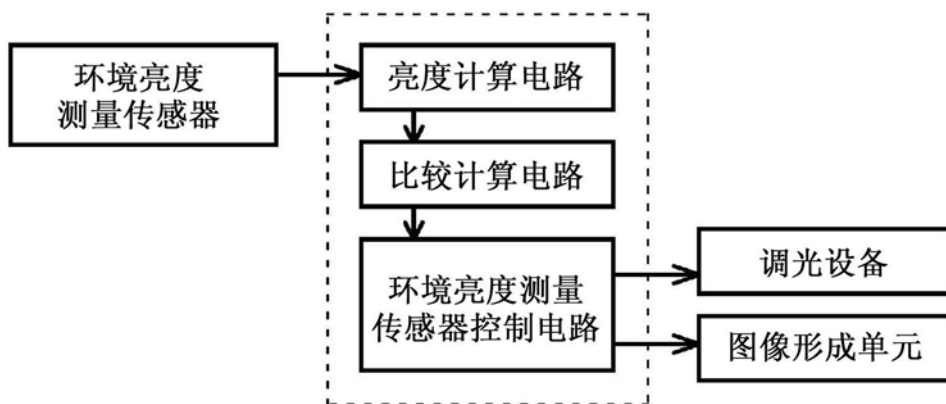 环境亮度
测量传感器
亮度计算电路
比较计算电路
环境亮度测量
传感器控制电路
调光设备
图像形成单元